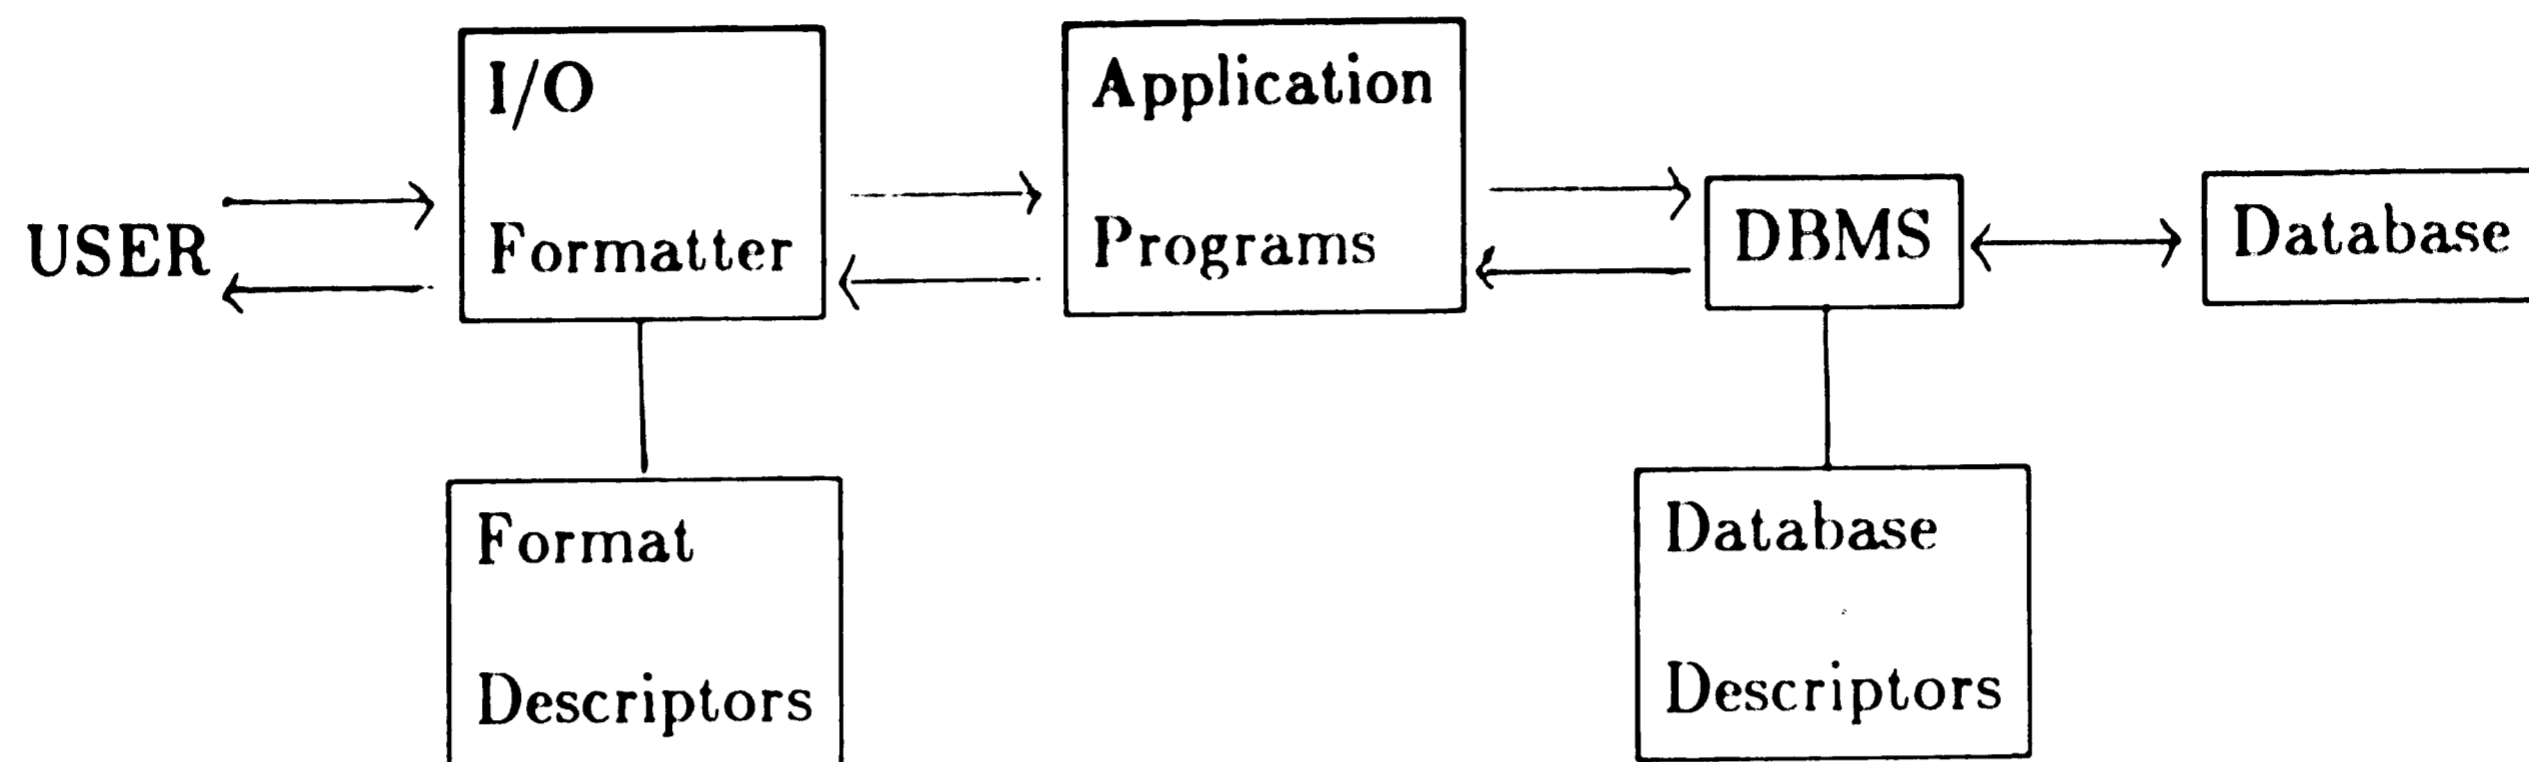 I/O
Formatter
Application
Programs
USER
DBMS
Database
Format
Descriptors
Database
Descriptors